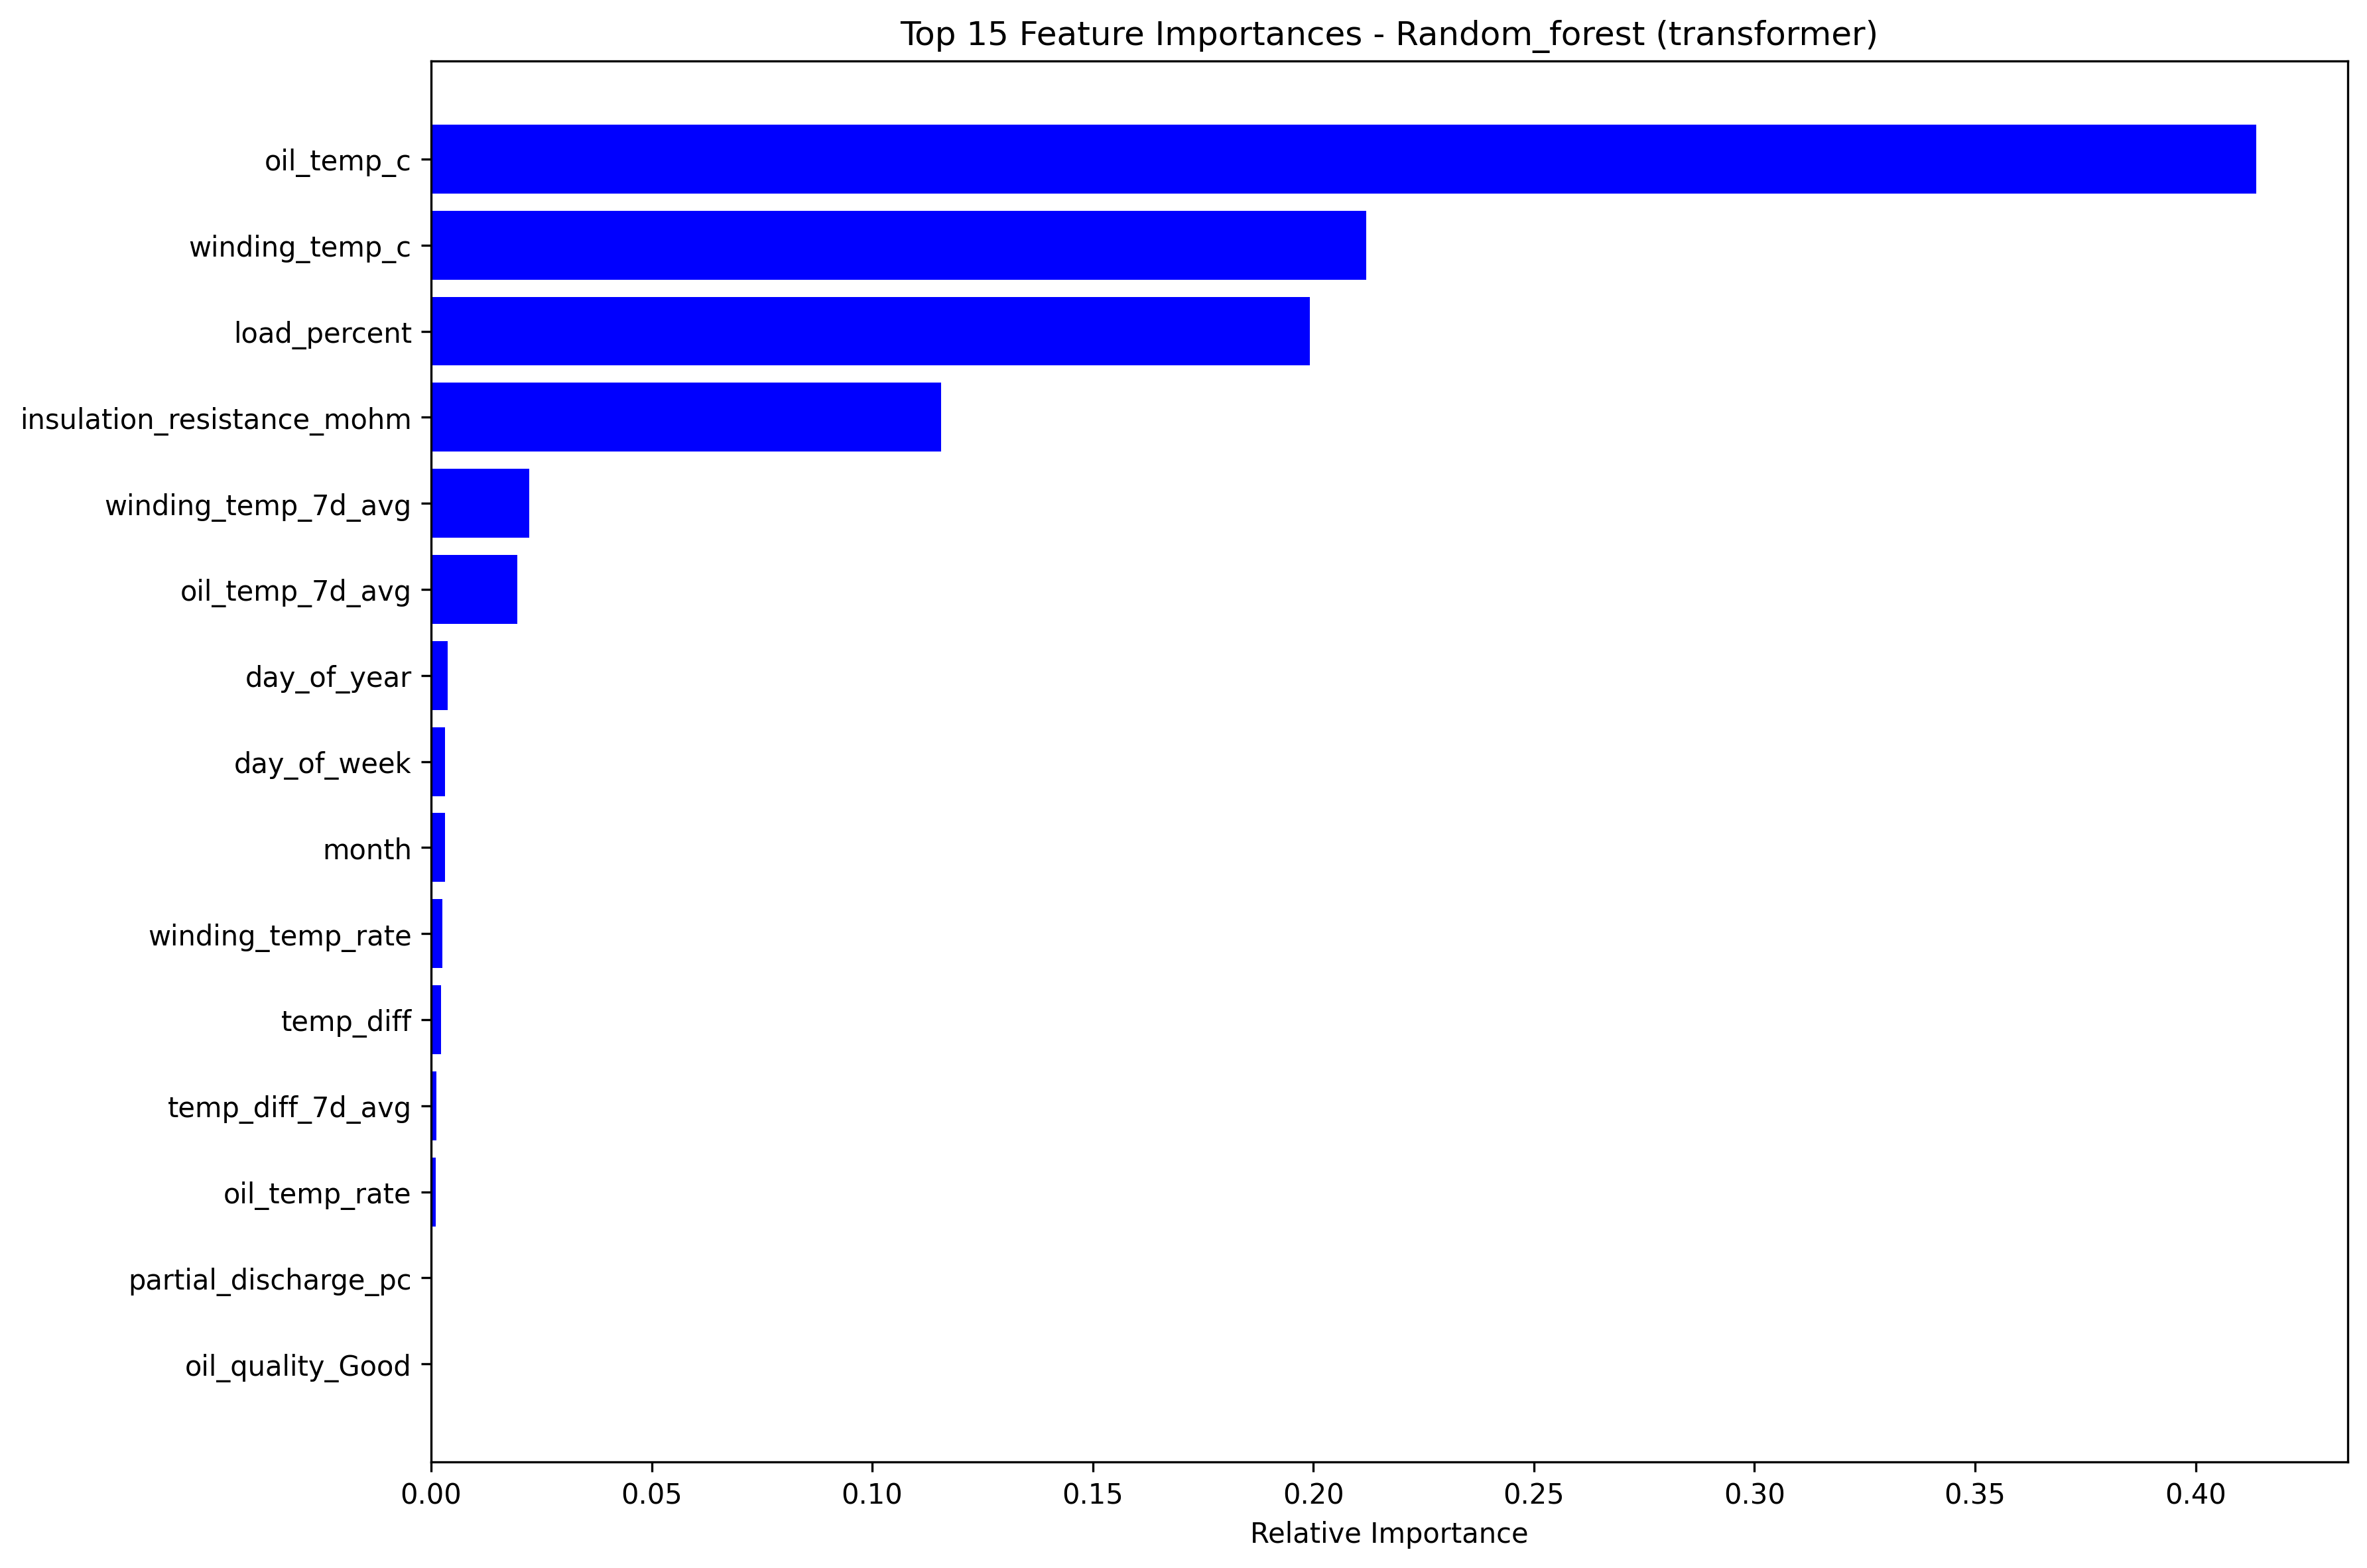 Top 15 Feature Importances - Random_forest (transformer)
oil_temp_c
winding_temp_c
load_percent
insulation_resistance_mohm
winding_temp_7d_avg
oil_temp_7d_avg
day_of_year
day_of_week
month
winding_temp_rate
temp_diff
temp_diff_7d_avg
oil_temp_rate
partial_discharge_pc
oil_quality_Good
0.00 0.05 0.10 0.15 0.20 0.25 0.30 0.35 0.40
Relative Importance